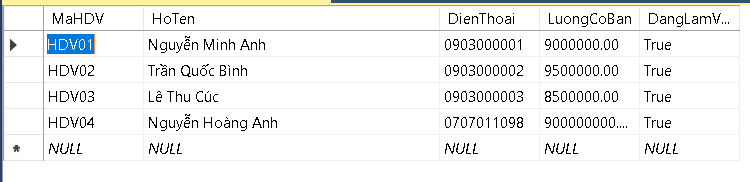 MaHDV HoTen DienThoai LuongCoBan DangLamV...
HDV01 Nguyễn Minh Anh 0903000001 9000000.00 True
HDV02 Trần Quốc Bình 0903000002 9500000.00 True
HDV03 Lê Thu Cúc 0903000003 8500000.00 True
HDV04 Nguyễn Hoàng Anh 0707011098 900000000.... True
NULL NULL NULL NULL NULL